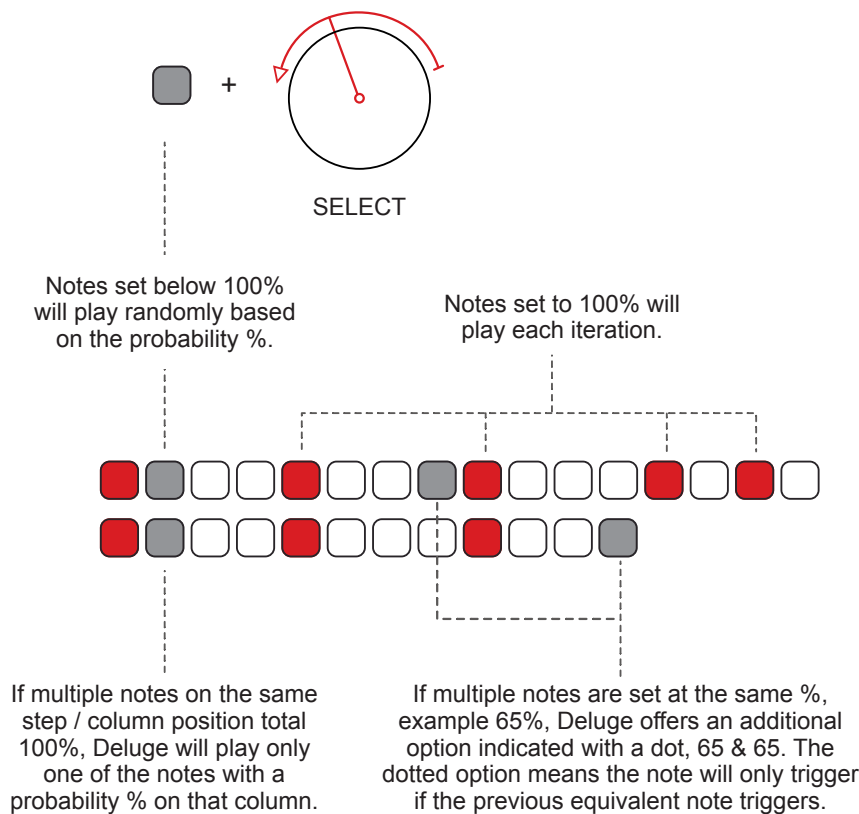 +
SELECT
Notes set below 100%
will play randomly based
on the probability %.
Notes set to 100% will
play each iteration.
If multiple notes on the same
step / column position total
100%, Deluge will play only
one of the notes with a
probability % on that column.
If multiple notes are set at the same %,
example 65%, Deluge offers an additional
option indicated with a dot, 65 & 65. The
dotted option means the note will only trigger
if the previous equivalent note triggers.